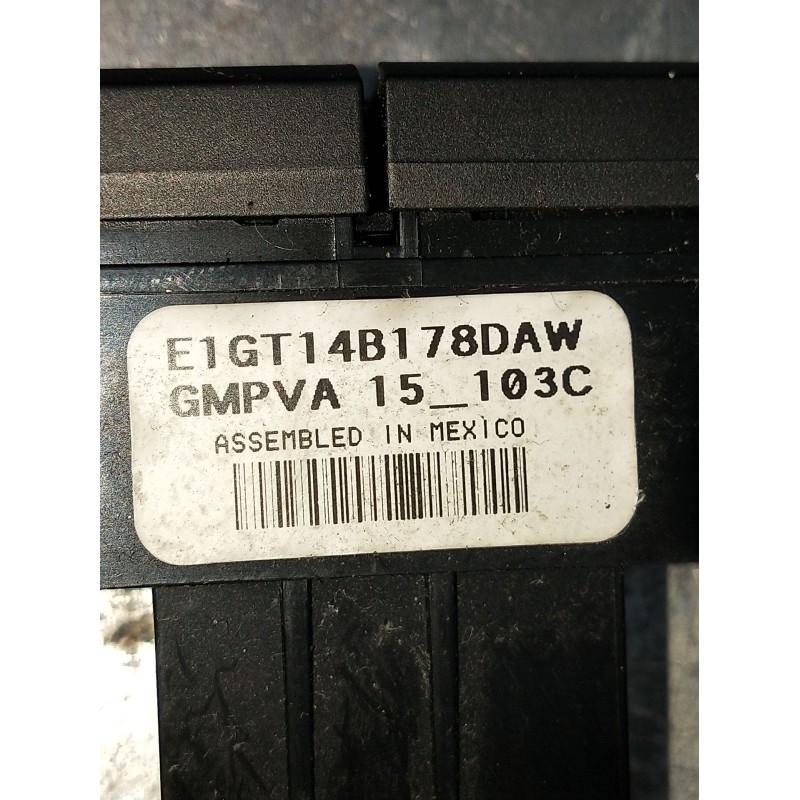 E1GT14B178DAW
GMPVA 15_103C
ASSEMBLED IN MEXICO